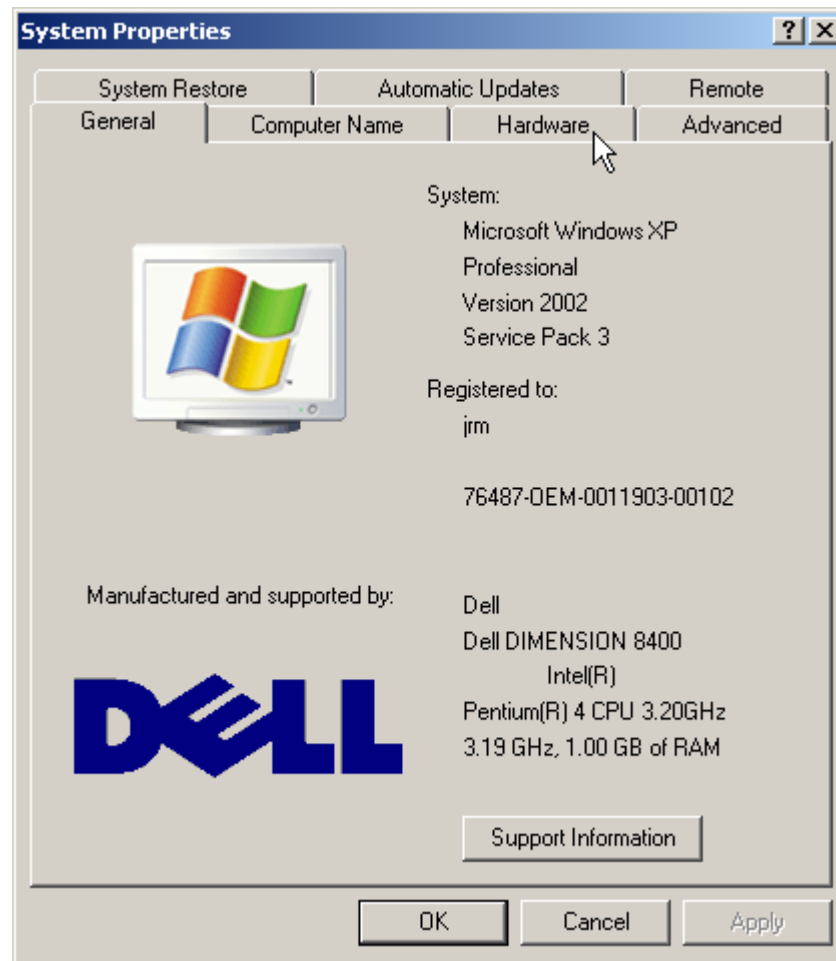 System Properties
System Restore Automatic Updates Remote
General Computer Name Hardware Advanced
System:
Microsoft Windows XP
Professional
Version 2002
Service Pack 3
Registered to:
jrm
76487-OEM-0011903-00102
Manufactured and supported by:
Dell
Dell DIMENSION 8400
Intel(R)
Pentium(R) 4 CPU 3.20GHz
3.19 GHz, 1.00 GB of RAM
DELL
Support Information
OK Cancel Apply